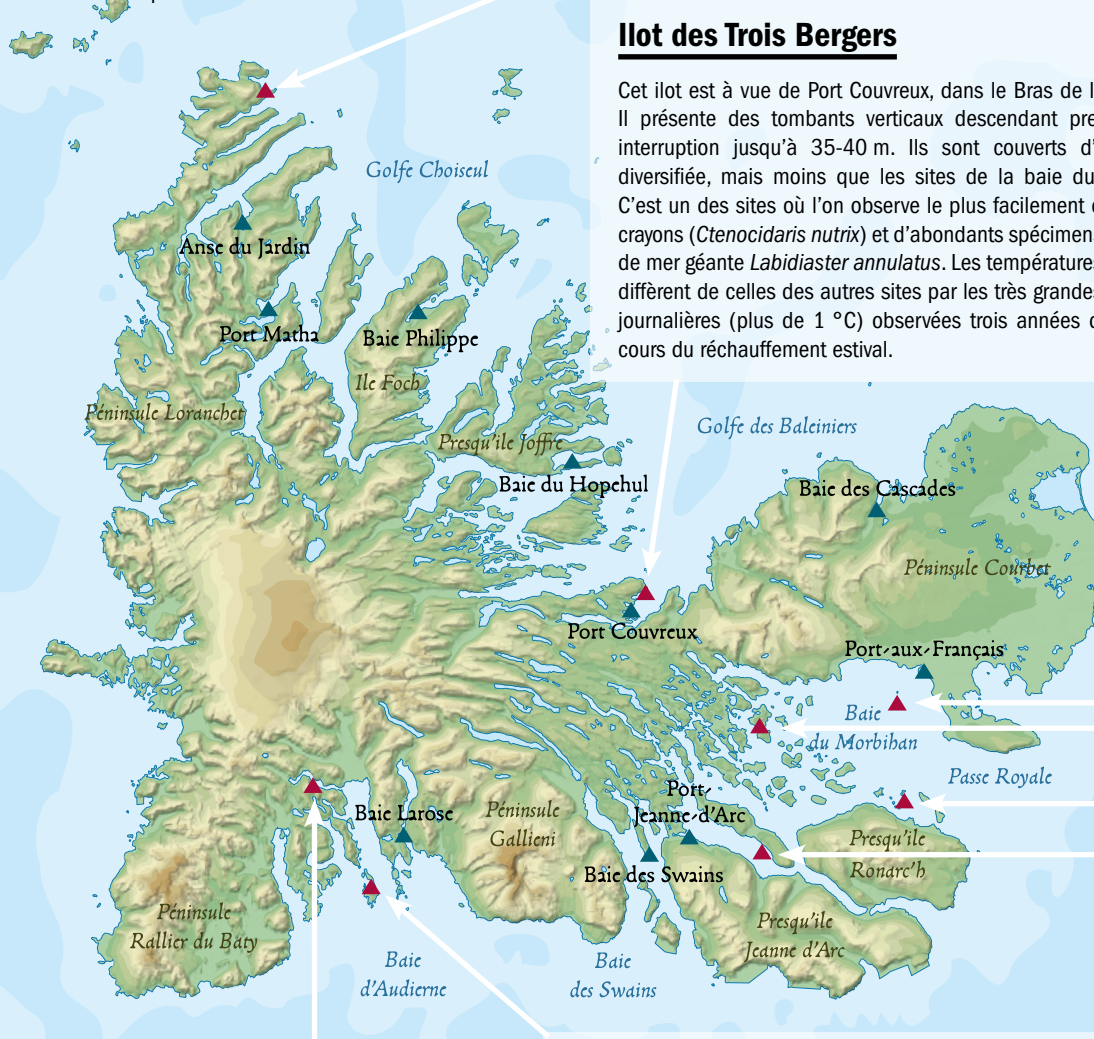 Ilot des Trois Bergers
Cet ilot est à vue de Port Couvreux, dans le Bras de
Il présente des tombants verticaux descendant
interruption jusqu'à 35-40 m. Ils sont couverts
diversifiée, mais moins que les sites de la baie du
C'est un des sites où l'on observe le plus facilement
crayons (Ctenocidaris nutrix) et d'abondants
de mer géante Labidiaster annulatus. Les
diffèrent de celles des autres sites par les très
journalières (plus de 1 °C) observées trois années
cours du réchauffement estival.
Golfe Choiseul
Anse du Jardin
Port Matha
Baie Philippe
Ile Foch
Péninsule Loranchet
Presqu'ile Joffre
Golfe des Baleiniers
Baie du Hopchul
Baie des Cascades
Péninsule Courbet
Port Couvreux
Port-aux-Français
Baie
du Morbihan
Passe Royale
Port-
Jeanne-d'Arc
Baie Larose
Péninsule
Gallieni
Presqu'ile
Ronarc'h
Baie des Swains
Péninsule
Rallier du Baty
Presqu'ile
Jeanne d'Arc
Baie
d'Audierne
Baie
des Swains